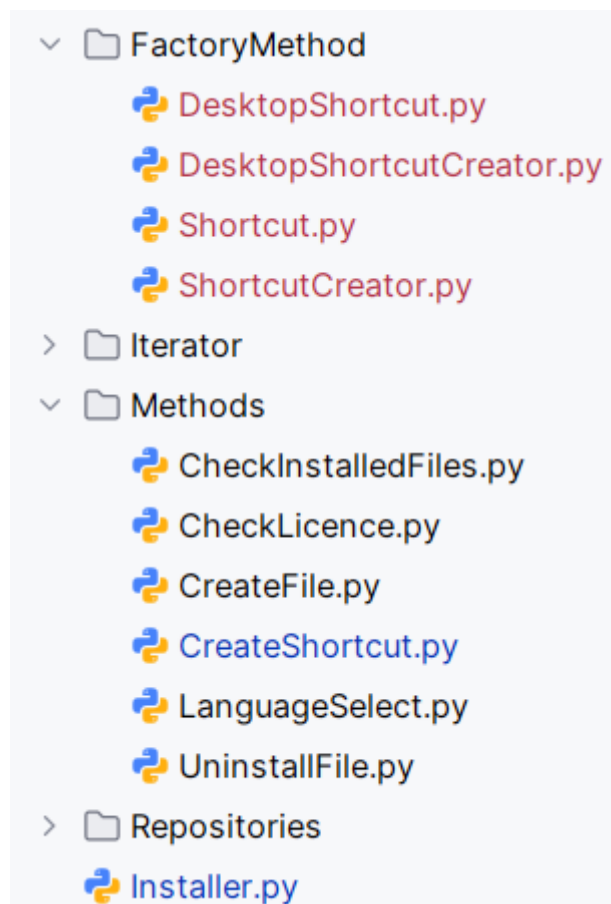 FactoryMethod
DesktopShortcut.py
DesktopShortcutCreator.py
Shortcut.py
ShortcutCreator.py
Iterator
Methods
CheckInstalledFiles.py
CheckLicence.py
CreateFile.py
CreateShortcut.py
LanguageSelect.py
UninstallFile.py
Repositories
Installer.py